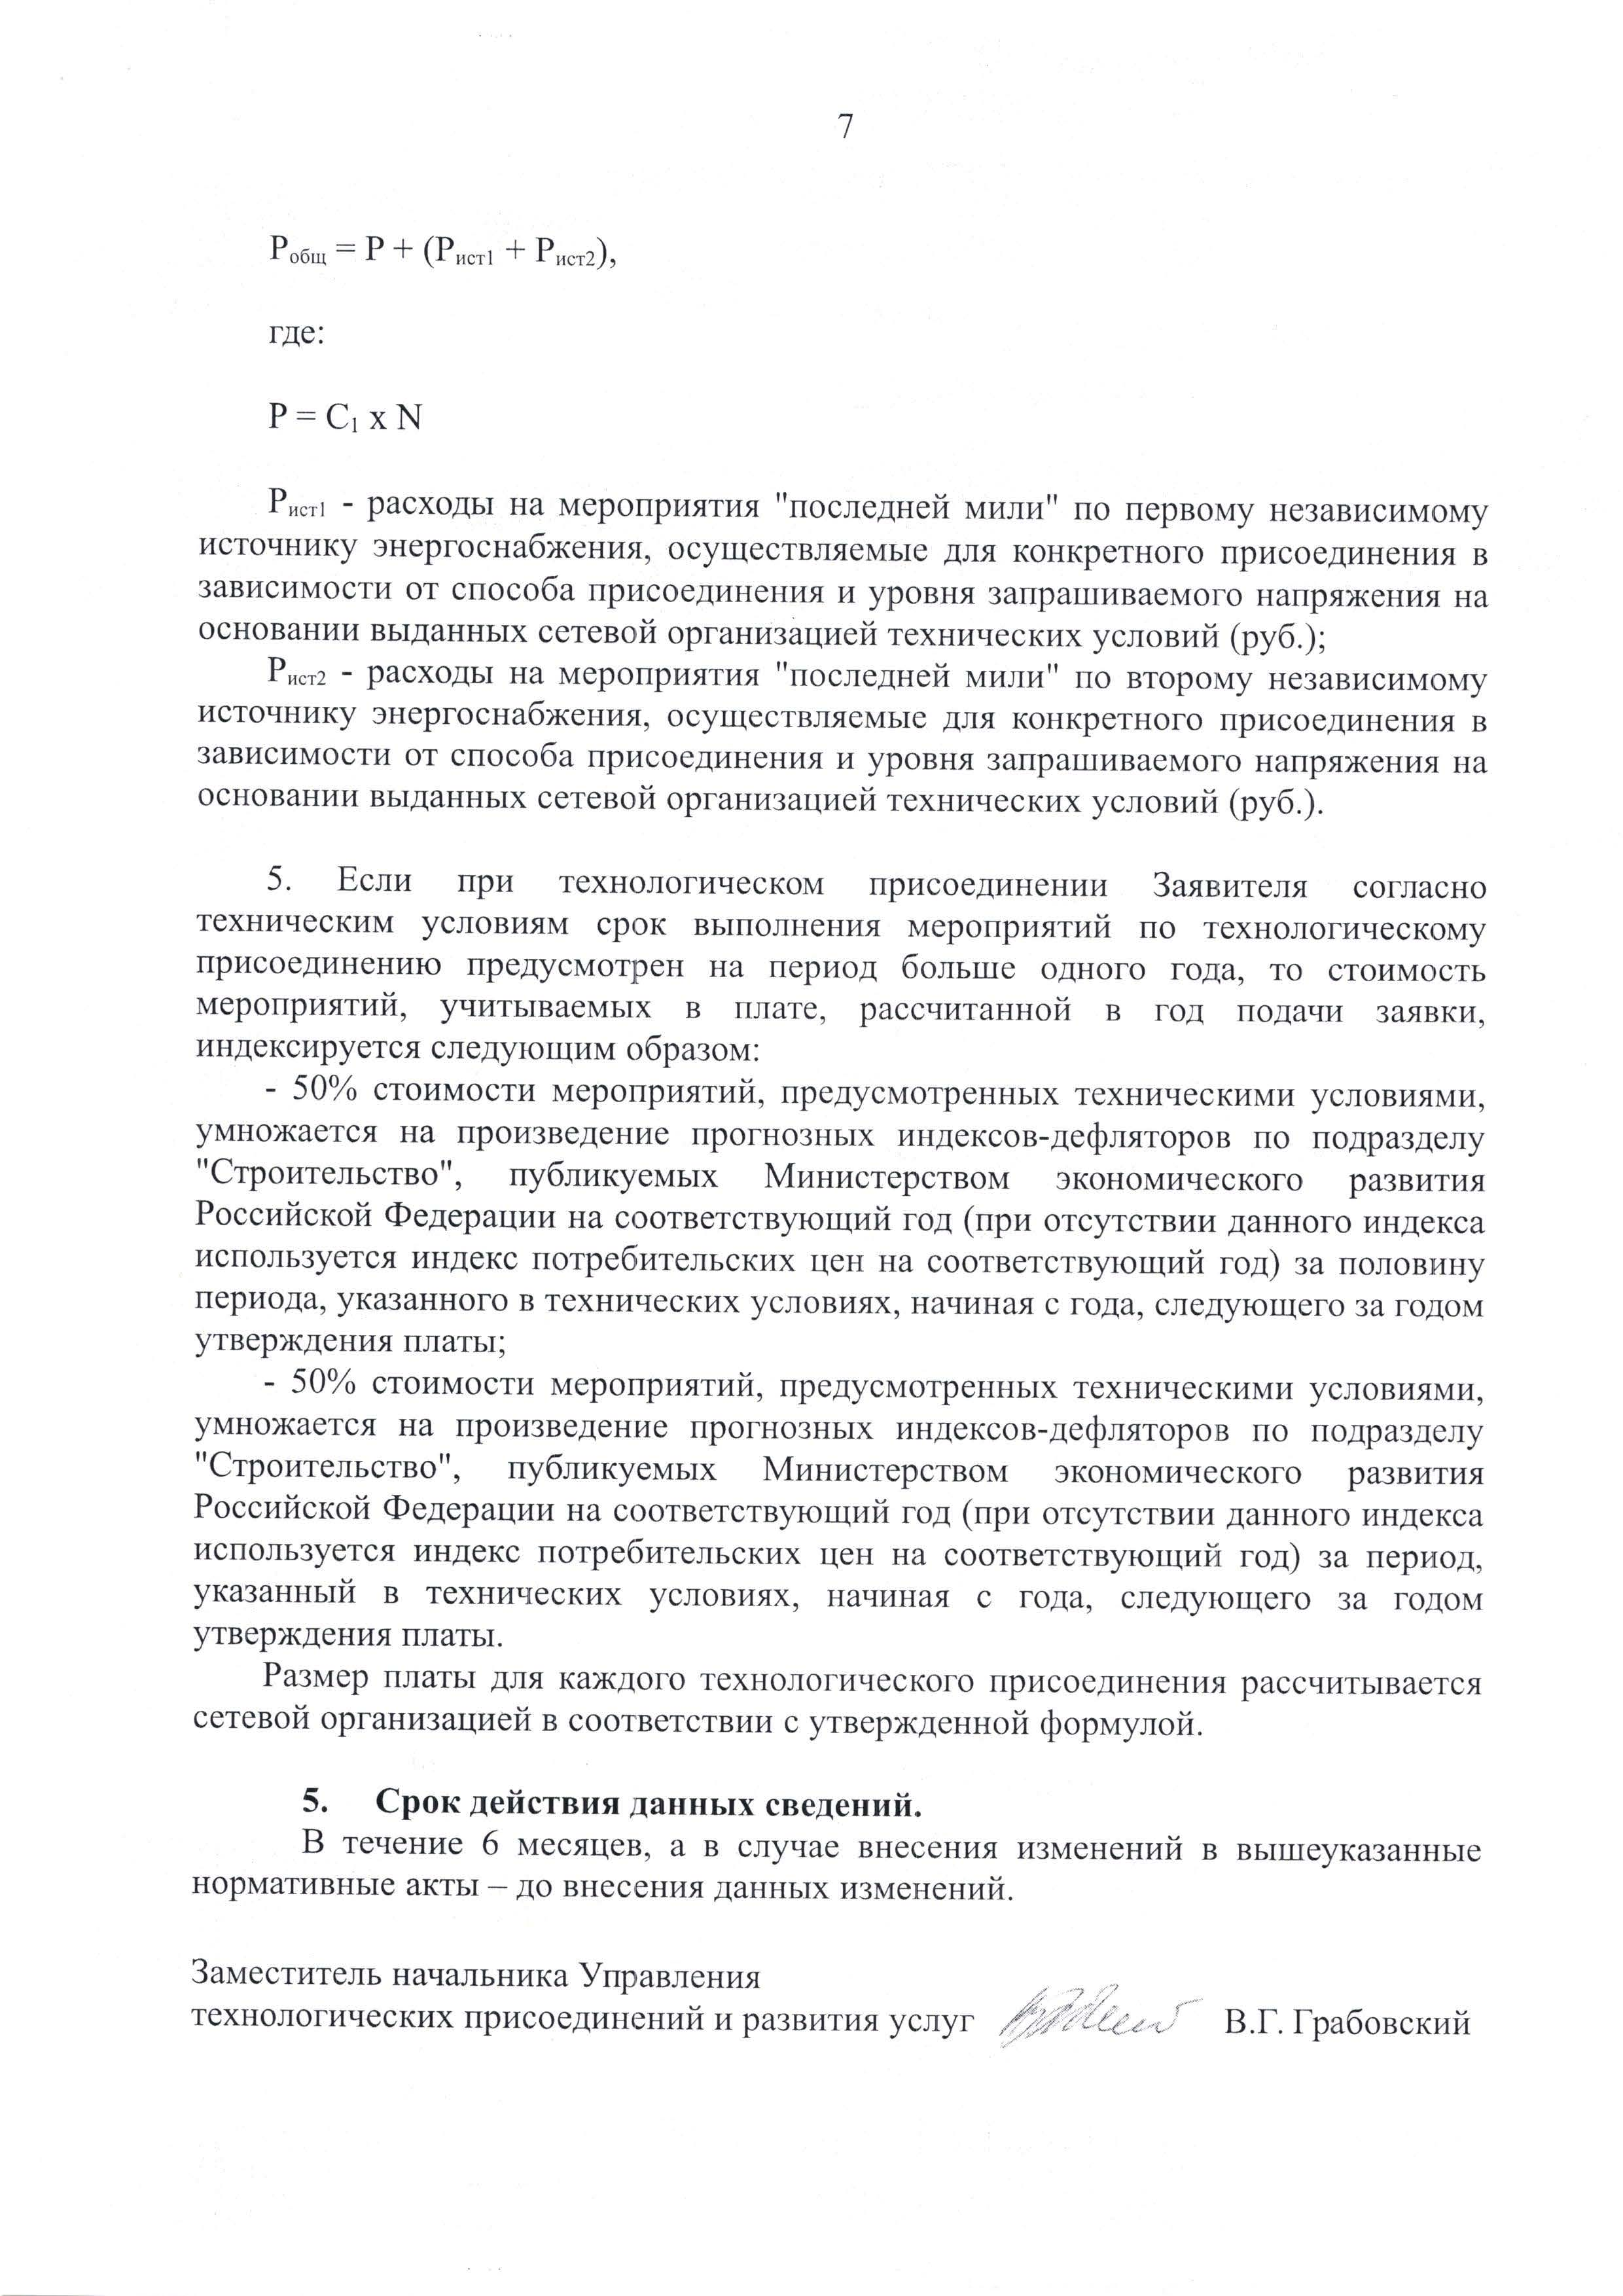 7
Pобщ = P + (Pист1 + Pист2),
где:
P = C1 x N
Pист1 - расходы на мероприятия "последней мили" по первому независимому
источнику энергоснабжения, осуществляемые для конкретного присоединения в
зависимости от способа присоединения и уровня запрашиваемого напряжения на
основании выданных сетевой организацией технических условий (руб.);
Pист2 - расходы на мероприятия "последней мили" по второму независимому
источнику энергоснабжения, осуществляемые для конкретного присоединения в
зависимости от способа присоединения и уровня запрашиваемого напряжения на
основании выданных сетевой организацией технических условий (руб.).
5. Если при технологическом присоединении Заявителя согласно
техническим условиям срок выполнения мероприятий по технологическому
присоединению предусмотрен на период больше одного года, то стоимость
мероприятий, учитываемых в плате, рассчитанной в год подачи заявки,
индексируется следующим образом:
- 50% стоимости мероприятий, предусмотренных техническими условиями,
умножается на произведение прогнозных индексов-дефляторов по подразделу
"Строительство", публикуемых Министерством экономического развития
Российской Федерации на соответствующий год (при отсутствии данного индекса
используется индекс потребительских цен на соответствующий год) за половину
периода, указанного в технических условиях, начиная с года, следующего за годом
утверждения платы;
- 50% стоимости мероприятий, предусмотренных техническими условиями,
умножается на произведение прогнозных индексов-дефляторов по подразделу
"Строительство", публикуемых Министерством экономического развития
Российской Федерации на соответствующий год (при отсутствии данного индекса
используется индекс потребительских цен на соответствующий год) за период,
указанный в технических условиях, начиная с года, следующего за годом
утверждения платы.
Размер платы для каждого технологического присоединения рассчитывается
сетевой организацией в соответствии с утвержденной формулой.
5. Срок действия данных сведений.
В течение 6 месяцев, а в случае внесения изменений в вышеуказанные
нормативные акты – до внесения данных изменений.
Заместитель начальника Управления
технологических присоединений и развития услуг В.Г. Грабовский